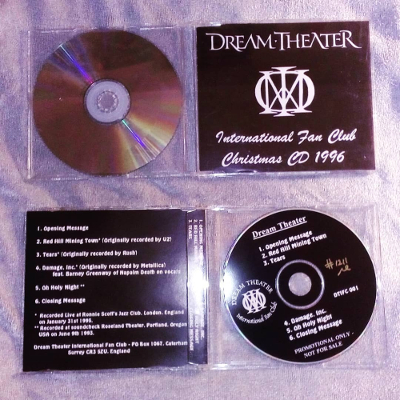 DREAM THEATER
International Fan Club
Christmas CD 1996
1. Opening Message
2. Red Hill Mining Town* (Originally recorded by U2)
3. Tears* (Originally recorded by Rush)
4. Damage, Inc.* (Originally recorded by Metallica)
feat. Barney Greenway of Napalm Death on vocals
5. Oh Holy Night **
6. Closing Message
* Recorded Live at Ronnie Scott's Jazz Club, London, England
on January 31st 1995.
** Recorded at soundcheck Roseland Theater, Portland, Oregon
USA on June 9th 1995.
Dream Theater International Fan Club - PO Box 1067, Caterham
Surrey CR3 5ZU, England
Dream Theater
1. Opening Message
2. Red Hill Mining Town
3. Tears
DREAM THEATER
International Fan Club
DTIFC 001
4. Damage, Inc.
5. Oh Holy Night
6. Closing Message
PROMOTIONAL ONLY -
NOT FOR SALE